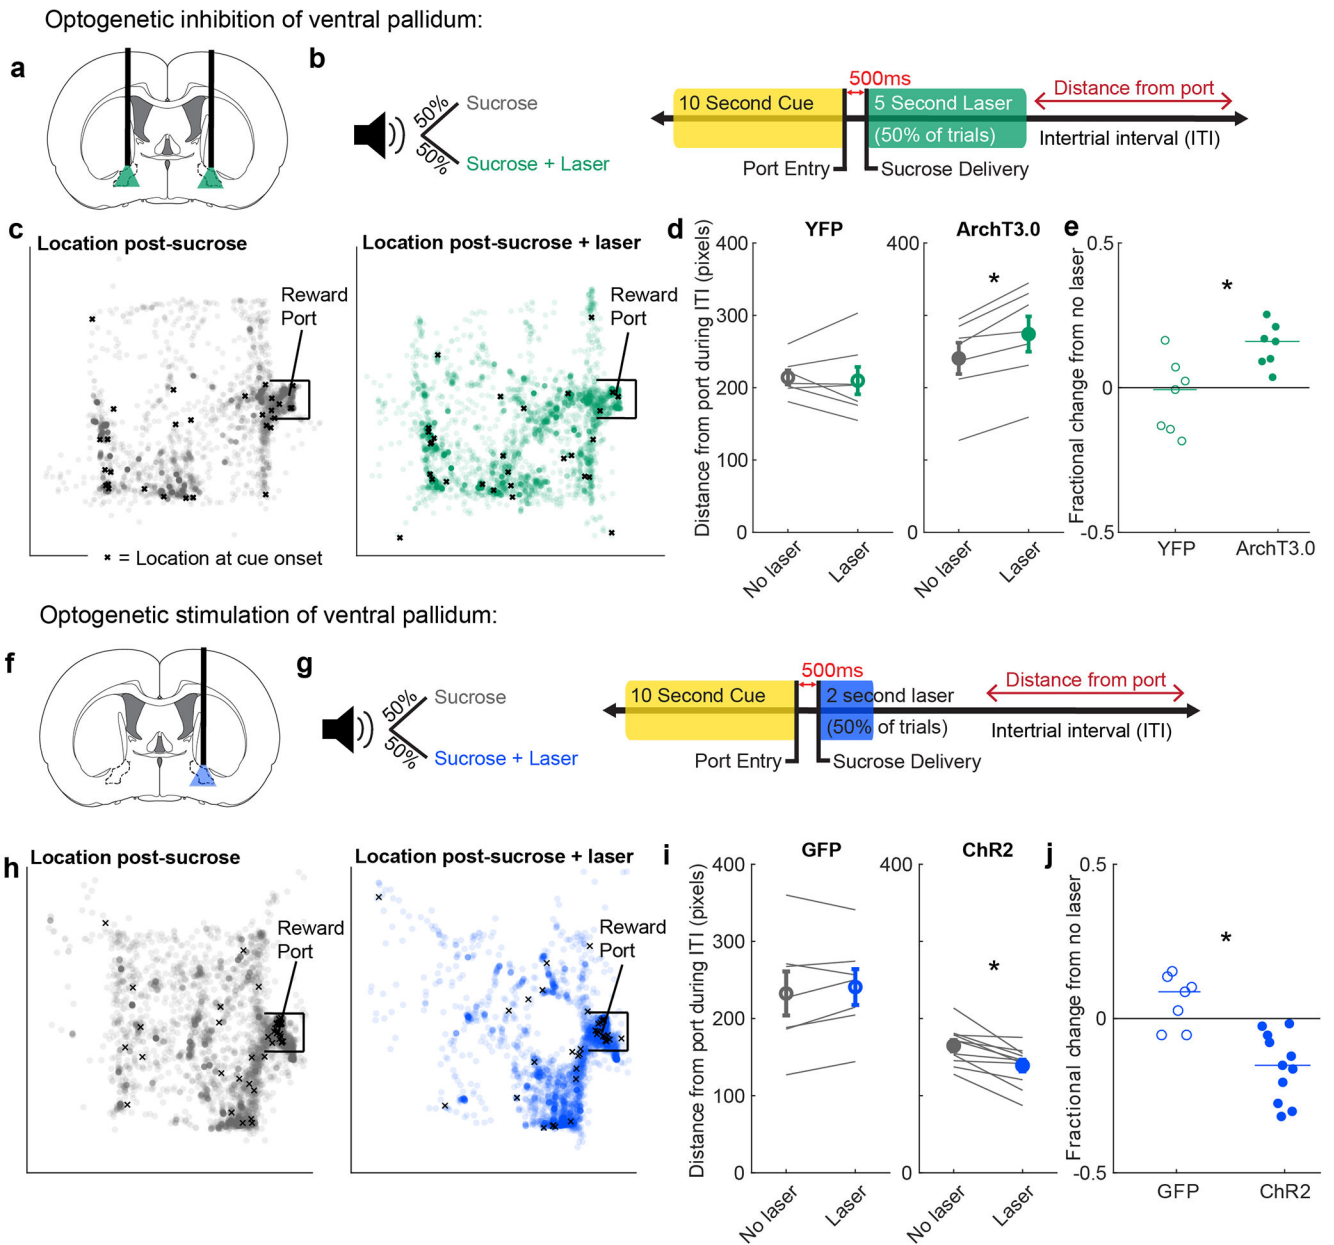 Optogenetic inhibition of ventral pallidum:
a
b
50%
Sucrose
50%
Sucrose + Laser
500ms
10 Second Cue
5 Second Laser
(50% of trials)
Distance from port
Intertrial interval (ITI)
Port Entry
Sucrose Delivery
c
Location post-sucrose
Reward
Port
× = Location at cue onset
Location post-sucrose + laser
Reward
Port
d
YFP
ArchT3.0
Distance from port during ITI (pixels)
400
300
200
100
0
No laser
Laser
400
*
0
No laser
Laser
e
Fractional change from no laser
0.5
0
-0.5
*
YFP
ArchT3.0
Optogenetic stimulation of ventral pallidum:
f
g
50%
Sucrose
50%
Sucrose + Laser
500ms
10 Second Cue
2 second laser
(50% of trials)
Distance from port
Intertrial interval (ITI)
Port Entry
Sucrose Delivery
h
Location post-sucrose
Reward
Port
Location post-sucrose + laser
Reward
Port
i
GFP
ChR2
Distance from port during ITI (pixels)
400
300
200
100
0
No laser
Laser
400
*
0
No laser
Laser
j
Fractional change from no laser
0.5
0
-0.5
*
GFP
ChR2